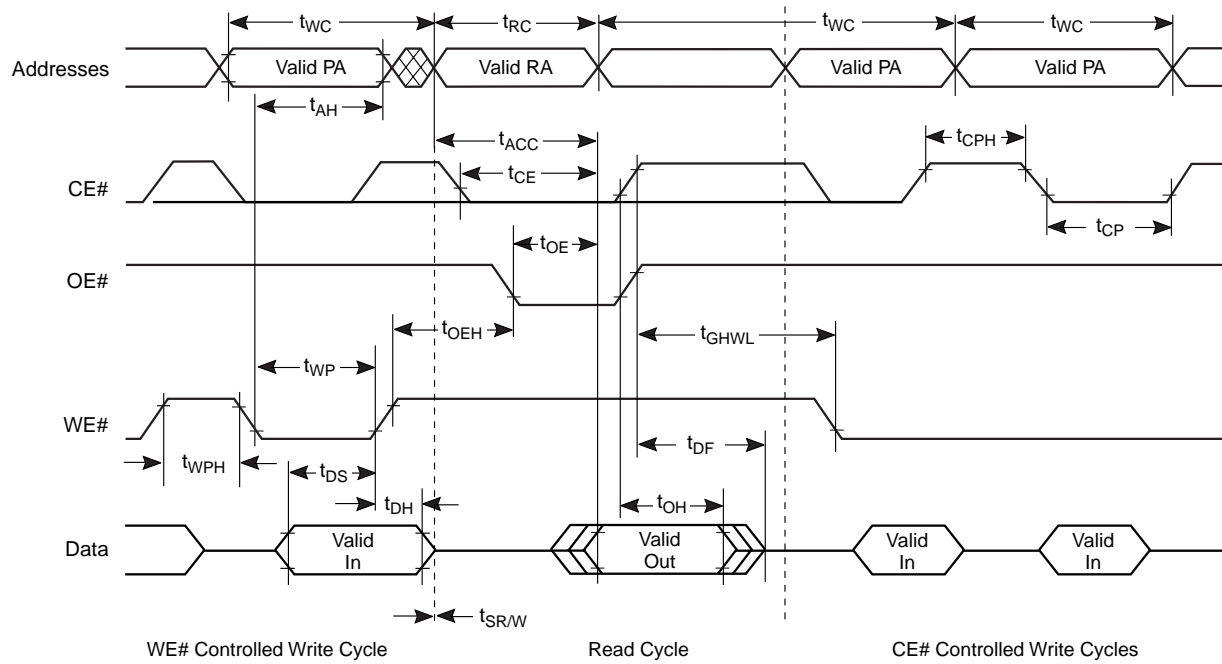 tWC tRC tWC tWC
Addresses Valid PA Valid RA Valid PA Valid PA
tAH
tACC tCPH
CE# tCE
tCP
tOE
OE#
tOEH tGHWL
tWP
WE#
tDF
tWPH tDS
tDH tOH
Data Valid In Valid Out Valid In Valid In
tSR/W
WE# Controlled Write Cycle Read Cycle CE# Controlled Write Cycles